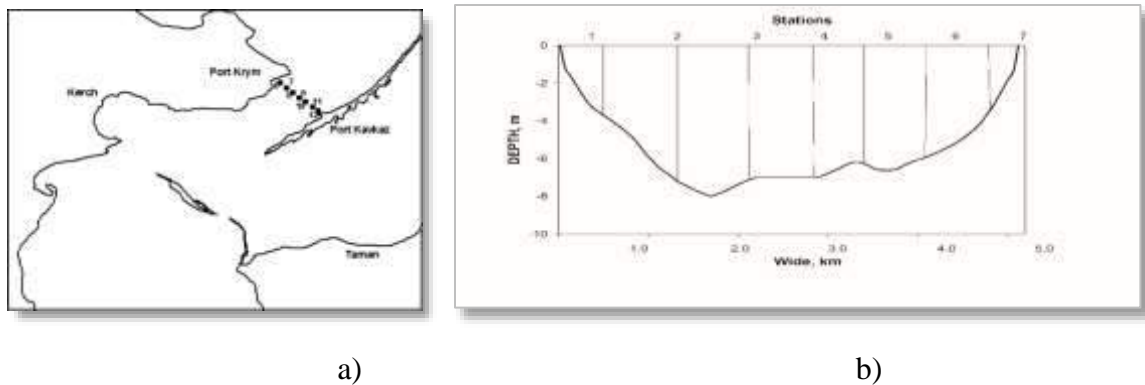 Port Krym
Kerch
Port Kavkaz
Taman
a)
Stations
1 2 3 4 5 6 7
0
-2
-4
-6
-8
-10
DEPTH, m
1.0 2.0 3.0 4.0 5.0
Wide, km
b)